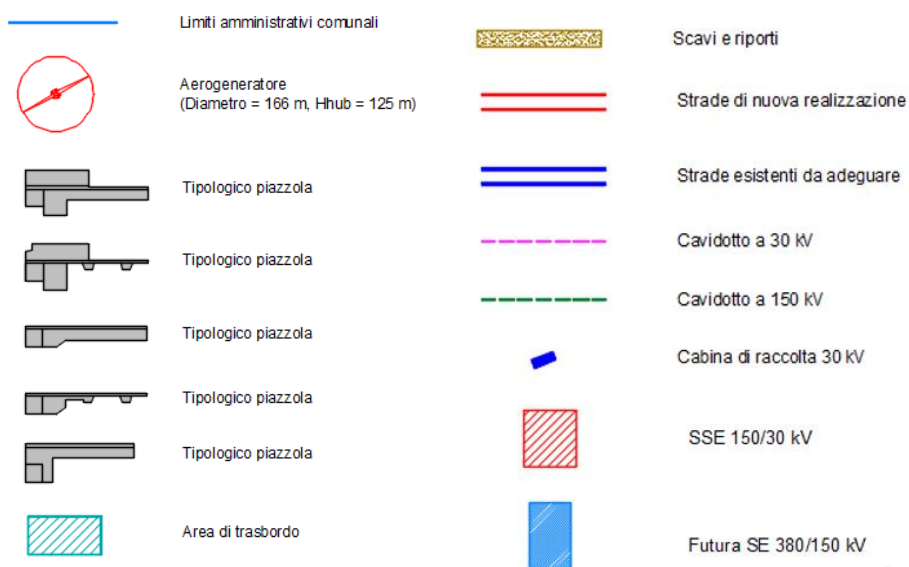 Limiti amministrativi comunali
Aerogeneratore
(Diametro = 166 m, Hhub = 125 m)
Tipologico piazzola
Tipologico piazzola
Tipologico piazzola
Tipologico piazzola
Tipologico piazzola
Area di trasbordo
Scavi e riporti
Strade di nuova realizzazione
Strade esistenti da adeguare
Cavidotto a 30 kV
Cavidotto a 150 kV
Cabina di raccolta 30 kV
SSE 150/30 kV
Futura SE 380/150 kV